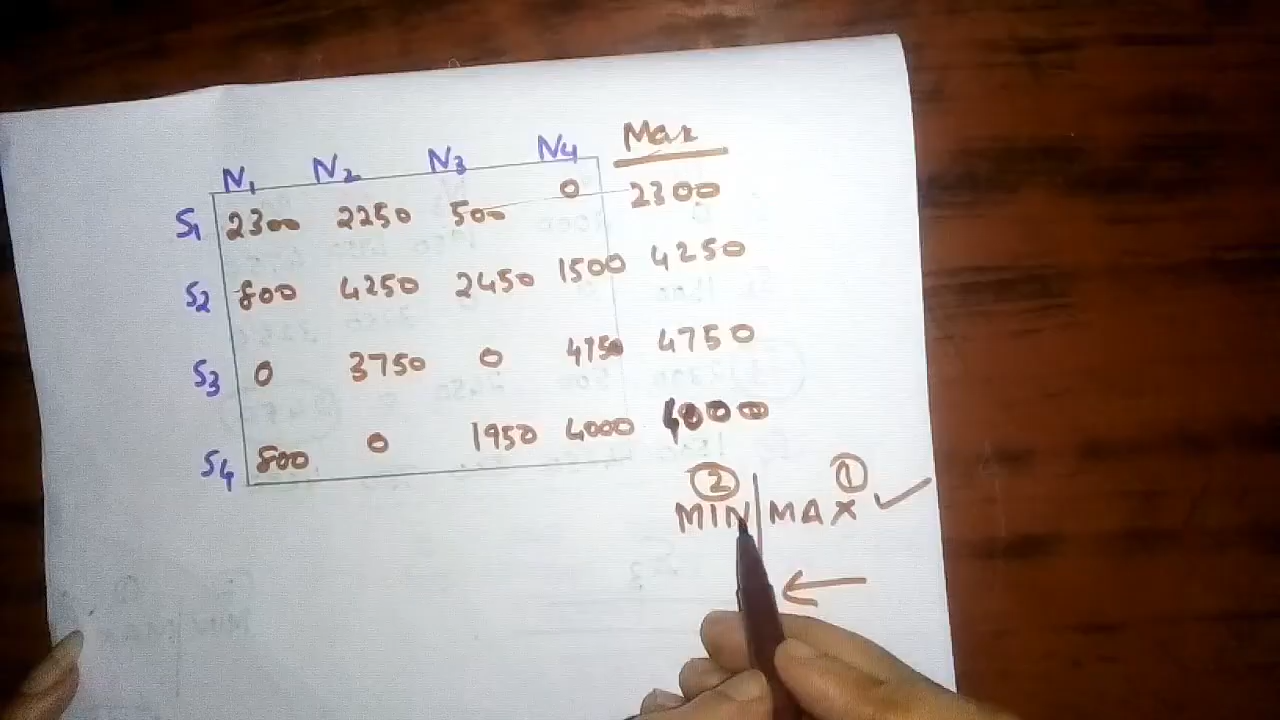 N1 N2 N3 N4 Max
S1 2300 2250 500 0 2300
S2 800 4250 2450 1500 4250
S3 0 3750 0 4750 4750
S4 800 0 1950 4000 4000
2 1
MIN | MAX ✓
←